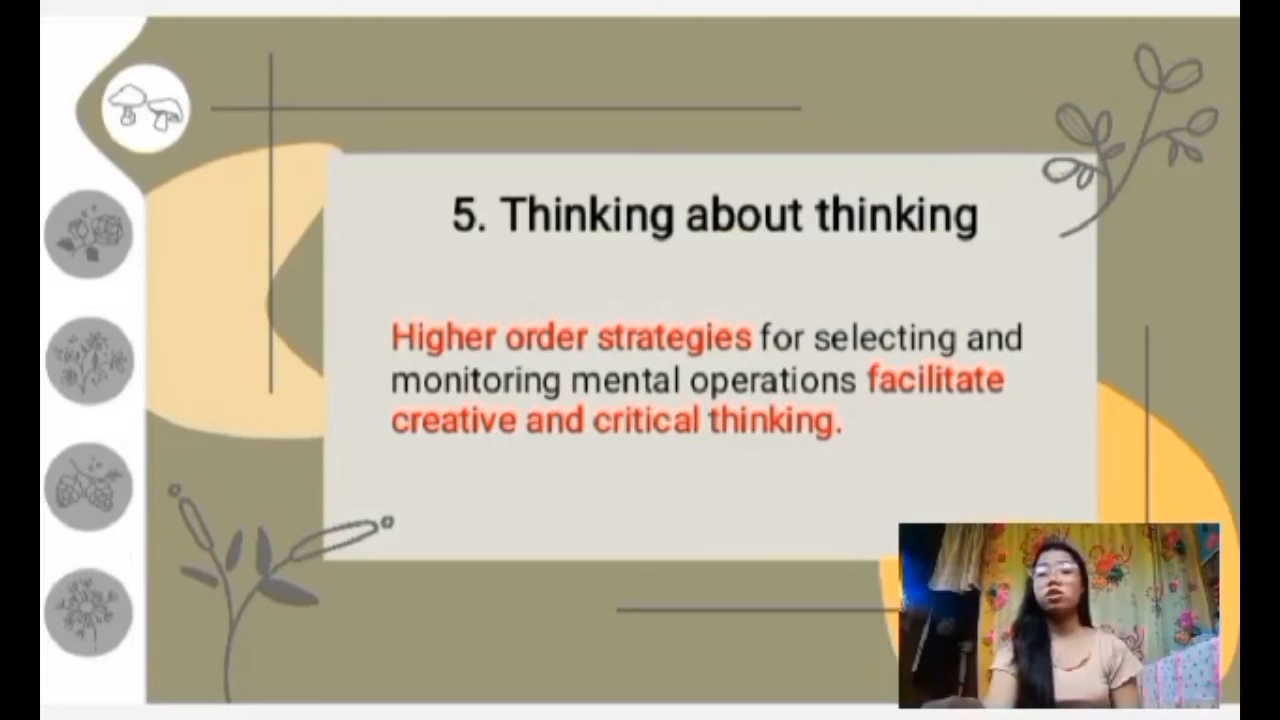 5. Thinking about thinking
Higher order strategies for selecting and
monitoring mental operations facilitate
creative and critical thinking.